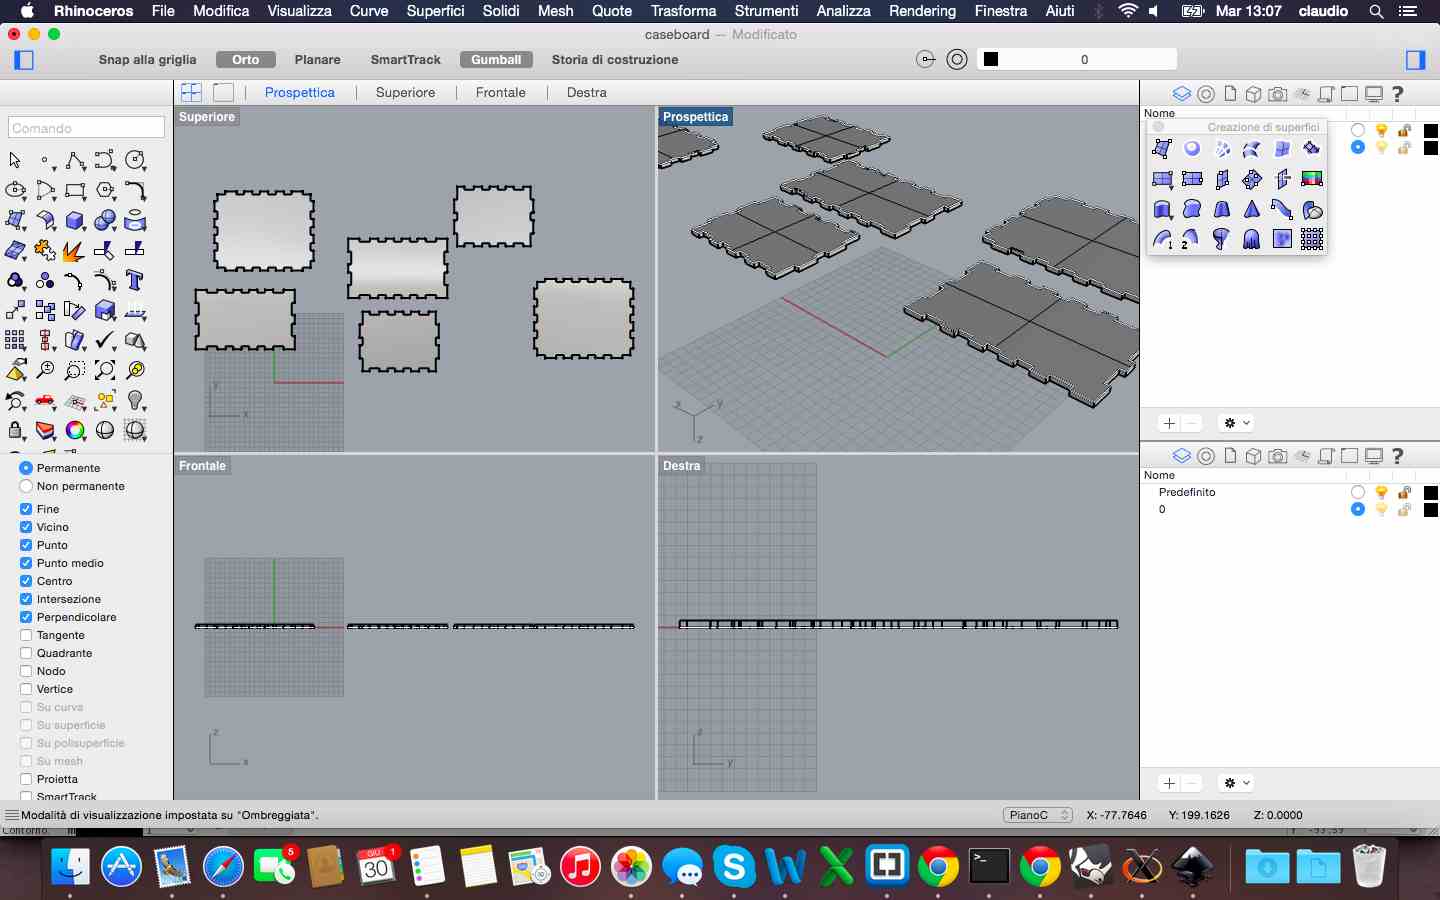 Rhinoceros File Modifica Visualizza Curve Superfici Solidi Mesh Quote Trasforma Strumenti Analizza Rendering Finestra Aiuti Mar 13:07 claudio
caseboard — Modificato
Snap alla griglia Orto Planare SmartTrack Gumball Storia di costruzione 0
Prospettica Superiore Frontale Destra
Comando
Superiore
y
x
Prospettica
x
y
z
Frontale
z
x
Destra
z
y
Permanente
Non permanente
Fine
Vicino
Punto
Punto medio
Centro
Intersezione
Perpendicolare
Tangente
Quadrante
Nodo
Vertice
Su curva
Su superficie
Su polisuperficie
Su mesh
Proietta
SmartTrack
Nome
Creazione di superfici
1
2
Nome
Predefinito
0
Modalità di visualizzazione impostata su "Ombreggiata".
PianoC X: -77.7646 Y: 199.1626 Z: 0.0000
Contorno:
5
GIU
30
1
>_